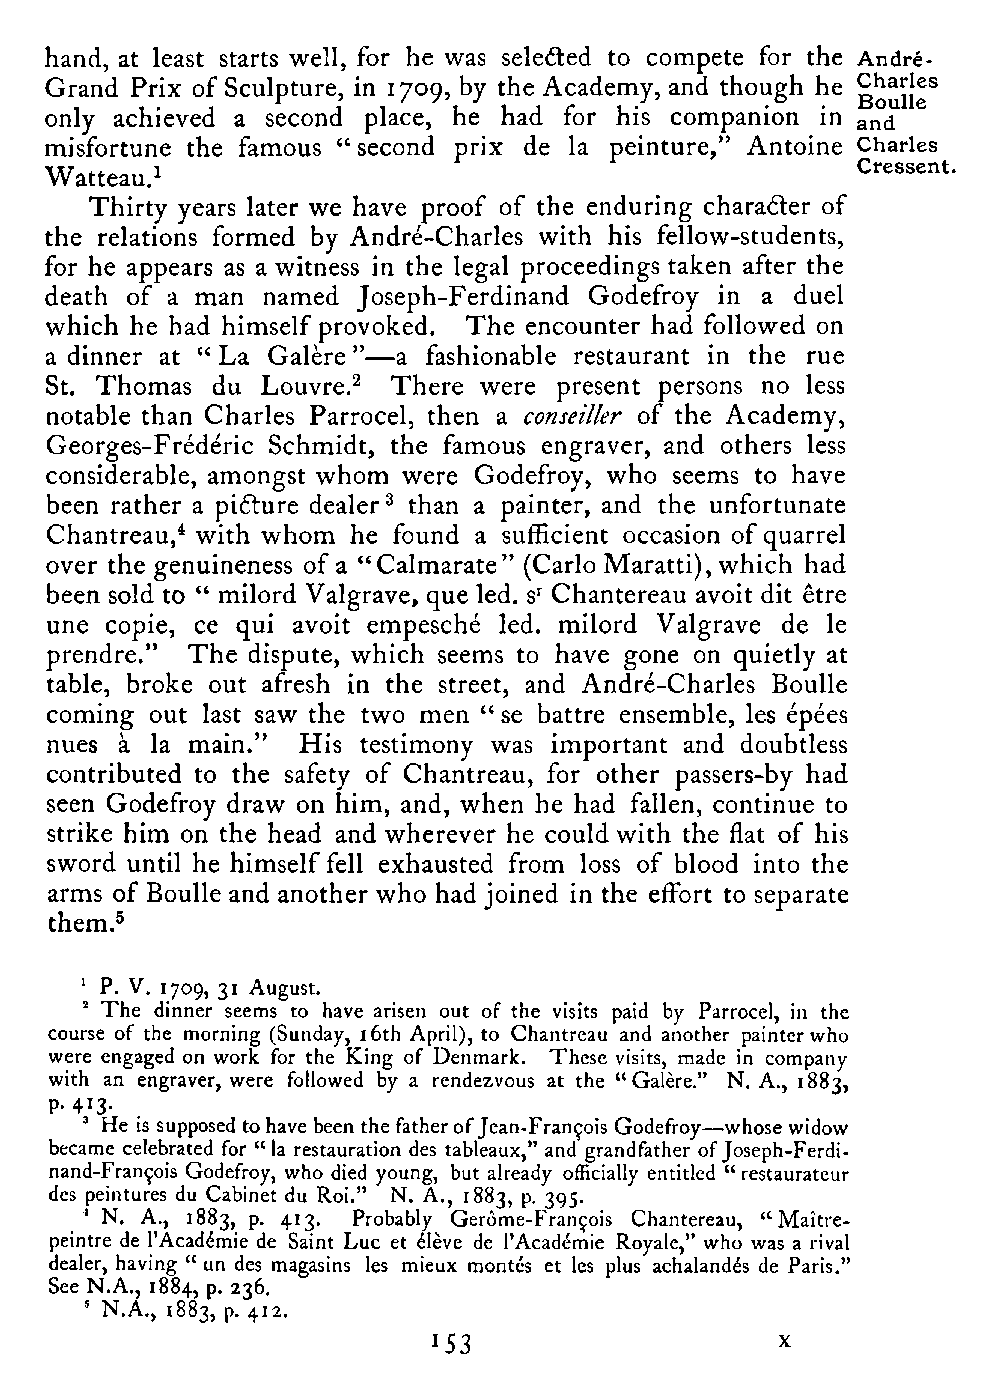 hand, at least starts well, for he was selected to compete for the
Grand Prix of Sculpture, in 1709, by the Academy, and though he
only achieved a second place, he had for his companion in
misfortune the famous “second prix de la peinture,” Antoine
Watteau.¹
André-
Charles
Boulle
and
Charles
Cressent.
Thirty years later we have proof of the enduring character of
the relations formed by André-Charles with his fellow-students,
for he appears as a witness in the legal proceedings taken after the
death of a man named Joseph-Ferdinand Godefroy in a duel
which he had himself provoked. The encounter had followed on
a dinner at “La Galère”—a fashionable restaurant in the rue
St. Thomas du Louvre.² There were present persons no less
notable than Charles Parrocel, then a conseiller of the Academy,
Georges-Frédéric Schmidt, the famous engraver, and others less
considerable, amongst whom were Godefroy, who seems to have
been rather a picture dealer³ than a painter, and the unfortunate
Chantreau,⁴ with whom he found a sufficient occasion of quarrel
over the genuineness of a “Calmarate” (Carlo Maratti), which had
been sold to “milord Valgrave, que led. sʳ Chantereau avoit dit être
une copie, ce qui avoit empesché led. milord Valgrave de le
prendre.” The dispute, which seems to have gone on quietly at
table, broke out afresh in the street, and André-Charles Boulle
coming out last saw the two men “se battre ensemble, les épées
nues à la main.” His testimony was important and doubtless
contributed to the safety of Chantreau, for other passers-by had
seen Godefroy draw on him, and, when he had fallen, continue to
strike him on the head and wherever he could with the flat of his
sword until he himself fell exhausted from loss of blood into the
arms of Boulle and another who had joined in the effort to separate
them.⁵
¹ P. V. 1709, 31 August.
² The dinner seems to have arisen out of the visits paid by Parrocel, in the
course of the morning (Sunday, 16th April), to Chantreau and another painter who
were engaged on work for the King of Denmark. These visits, made in company
with an engraver, were followed by a rendezvous at the “Galère.” N. A., 1883,
p. 413.
³ He is supposed to have been the father of Jean-François Godefroy—whose widow
became celebrated for “la restauration des tableaux,” and grandfather of Joseph-Ferdi-
nand-François Godefroy, who died young, but already officially entitled “restaurateur
des peintures du Cabinet du Roi.” N. A., 1883, p. 395.
⁴ N. A., 1883, p. 413. Probably Gerôme-François Chantereau, “Maître-
peintre de l'Académie de Saint Luc et élève de l'Académie Royale,” who was a rival
dealer, having “un des magasins les mieux montés et les plus achalandés de Paris.”
See N.A., 1884, p. 236.
⁵ N.A., 1883, p. 412.
153 x